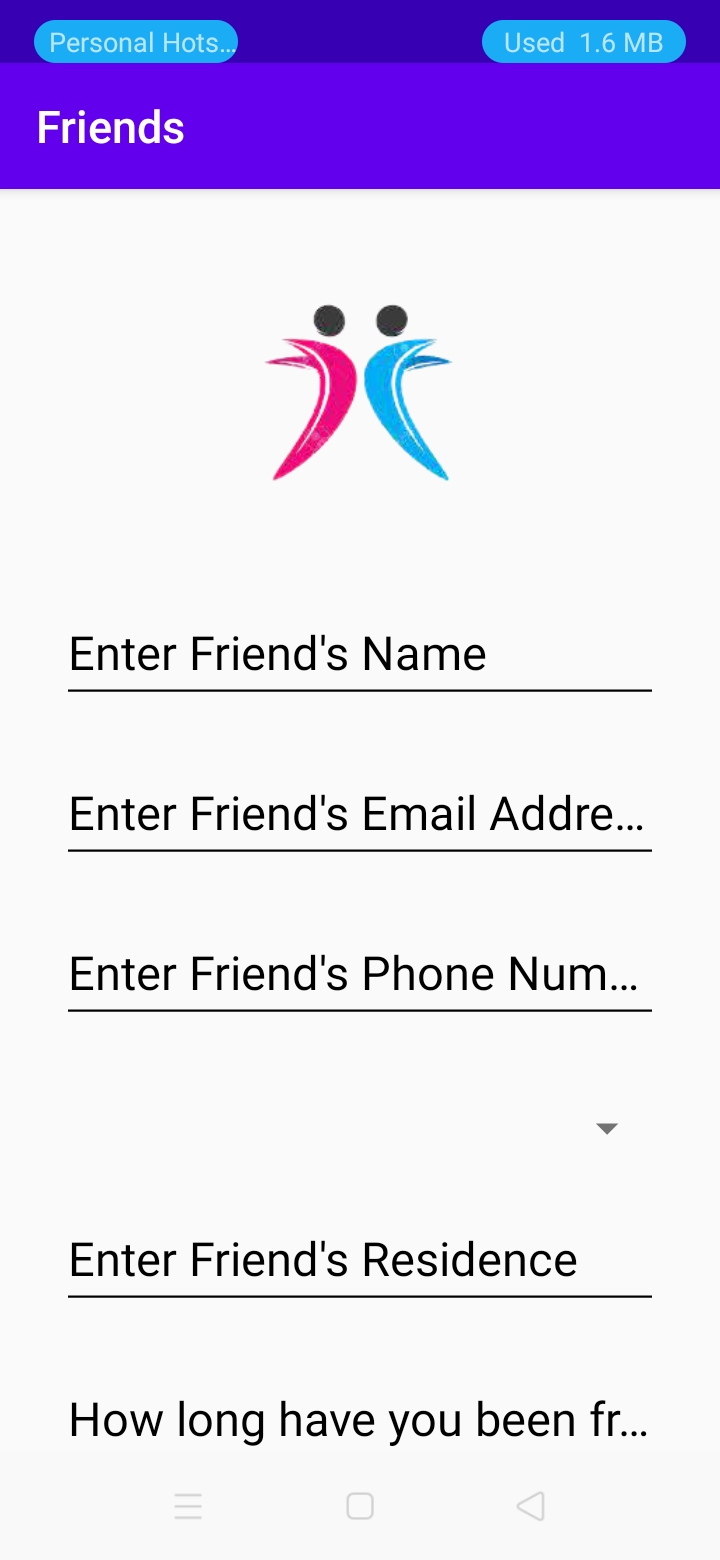 Personal Hots… Used 1.6 MB
Friends
Enter Friend's Name
Enter Friend's Email Addre…
Enter Friend's Phone Num…
Enter Friend's Residence
How long have you been fr…